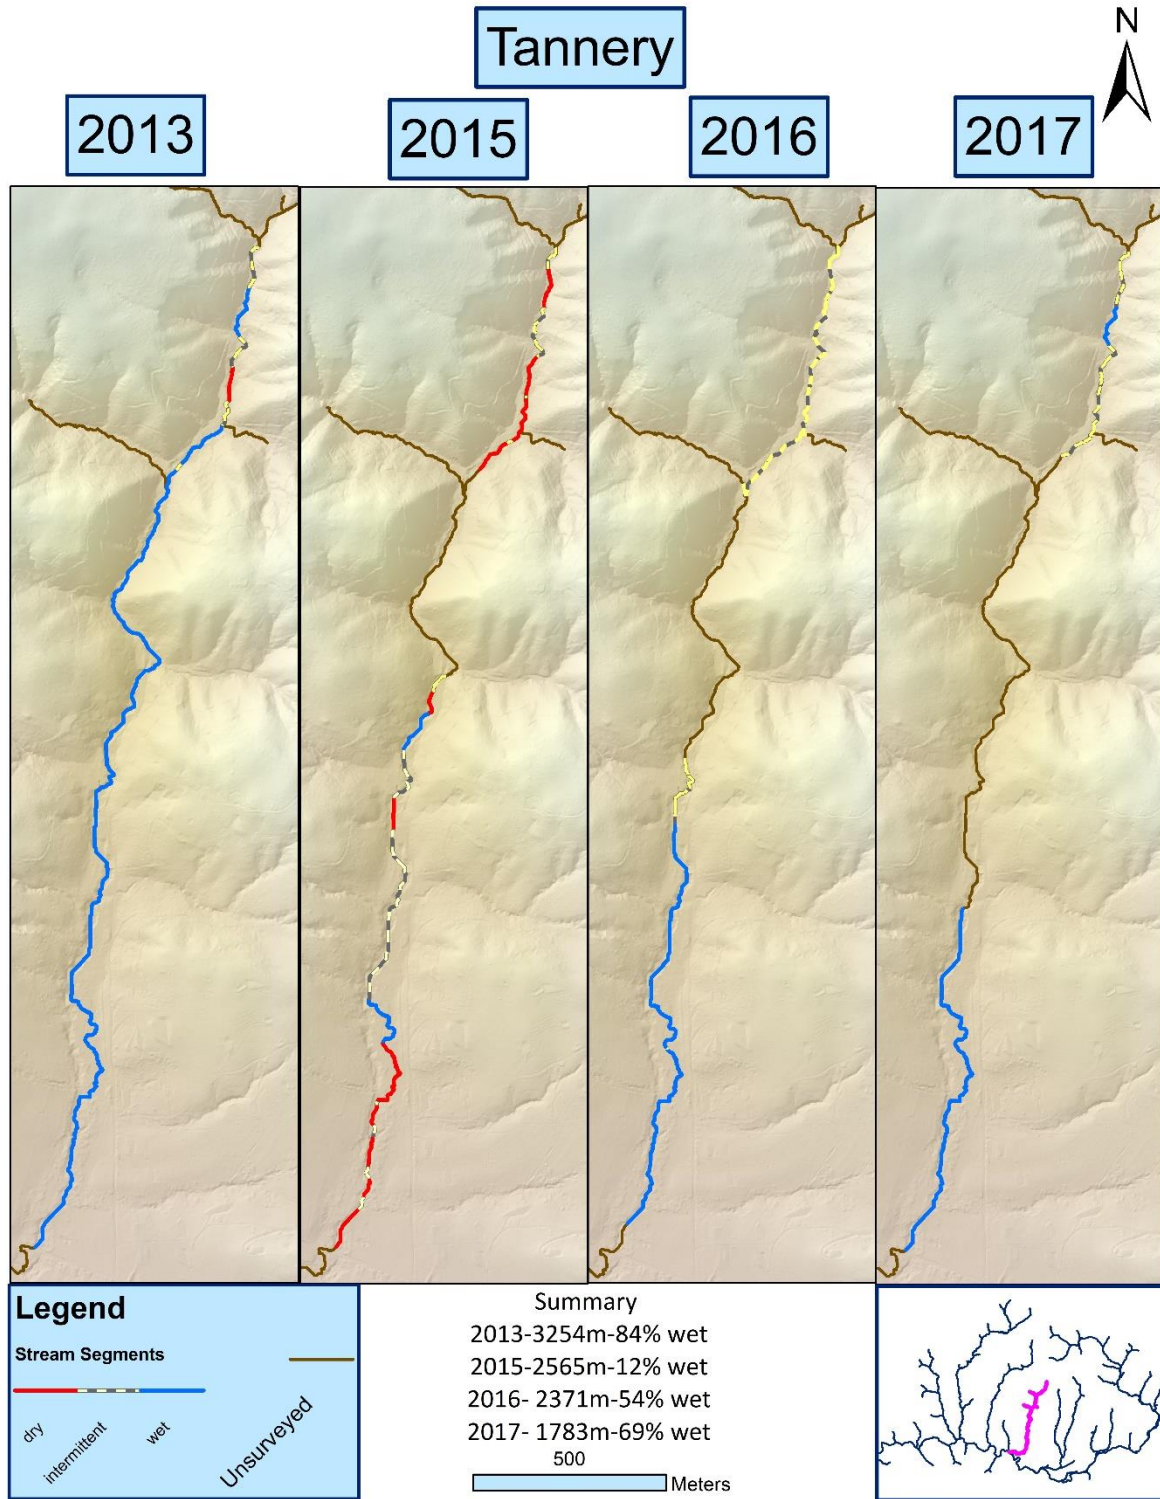 Tannery
N
2013
2015
2016
2017
Legend
Stream Segments
dry
intermittent
wet
Unsurveyed
Summary
2013-3254m-84% wet
2015-2565m-12% wet
2016- 2371m-54% wet
2017- 1783m-69% wet
500
Meters